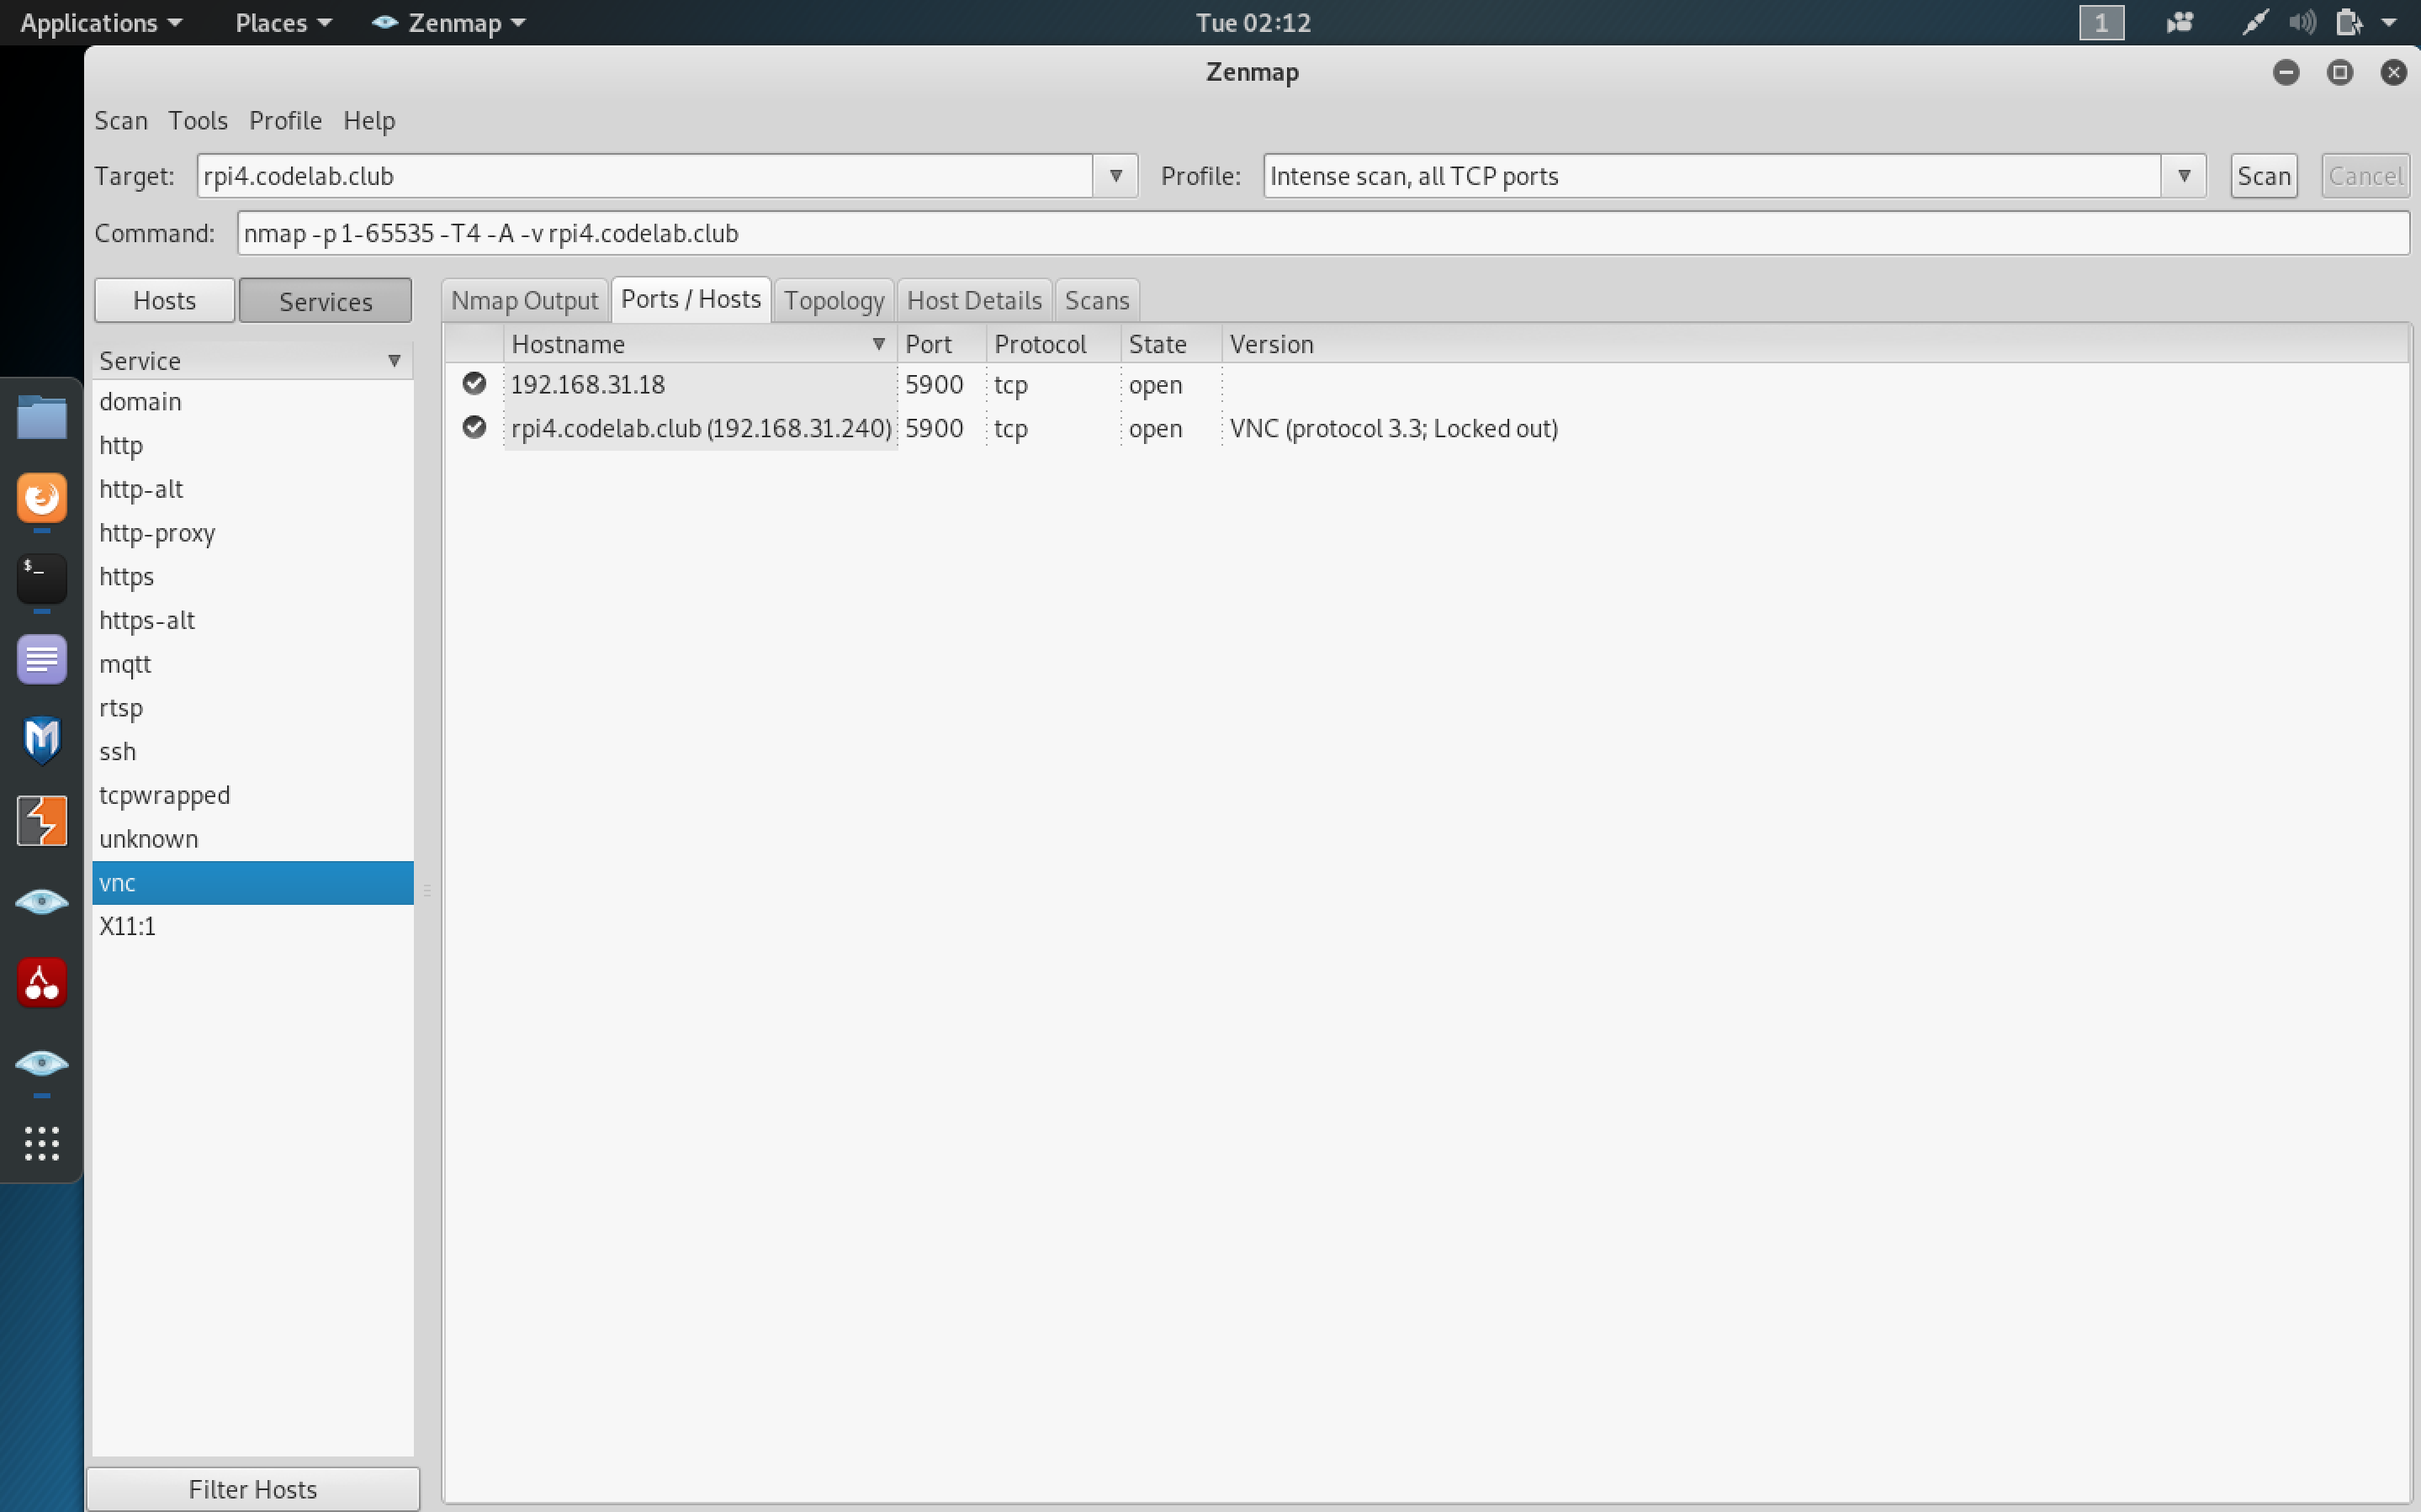 Applications Places Zenmap Tue 02:12 1
Zenmap
Scan Tools Profile Help
Target: rpi4.codelab.club Profile: Intense scan, all TCP ports Scan Cancel
Command: nmap -p 1-65535 -T4 -A -v rpi4.codelab.club
Hosts Services Nmap Output Ports / Hosts Topology Host Details Scans
Hostname Port Protocol State Version
Service
192.168.31.18 5900 tcp open
domain
rpi4.codelab.club (192.168.31.240) 5900 tcp open VNC (protocol 3.3; Locked out)
http
http-alt
http-proxy
https
$_
https-alt
mqtt
rtsp
ssh
tcpwrapped
unknown
vnc
X11:1
Filter Hosts